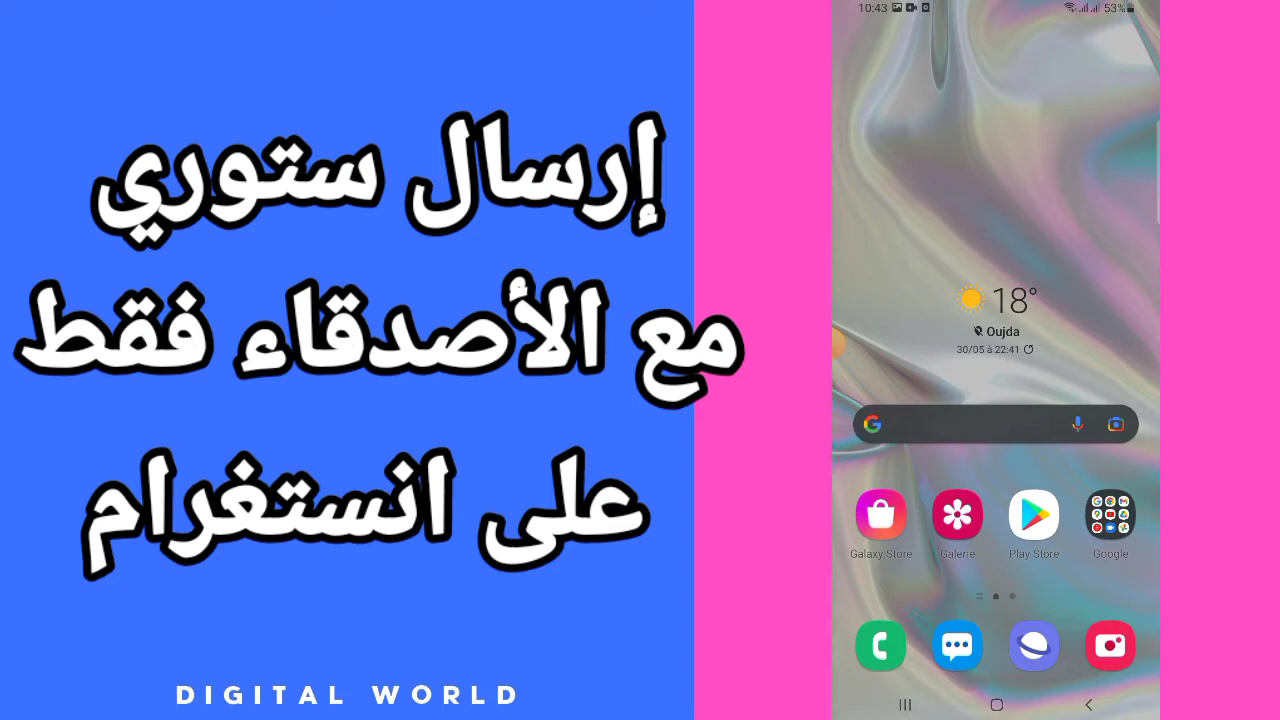 إرسال ستوري
مع الأصدقاء فقط
على انستغرام
DIGITAL WORLD
10:43
53%
18°
Oujda
30/05 à 22:41
Galaxy Store
Galerie
Play Store
Google